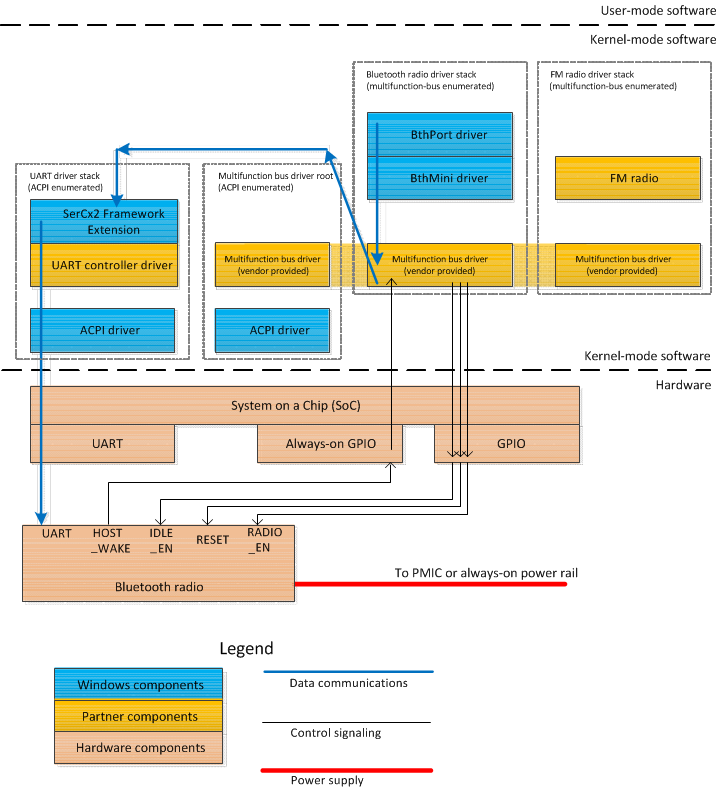 User-mode software
Kernel-mode software
Bluetooth radio driver stack
(multifunction-bus enumerated)
FM radio driver stack
(multifunction-bus enumerated)
BthPort driver
BthMini driver
FM radio
UART driver stack
(ACPI enumerated)
Multifunction bus driver root
(ACPI enumerated)
SerCx2 Framework
Extension
UART controller driver
Multifunction bus driver
(vendor provided)
Multifunction bus driver
(vendor provided)
Multifunction bus driver
(vendor provided)
ACPI driver
ACPI driver
Kernel-mode software
Hardware
System on a Chip (SoC)
UART
Always-on GPIO
GPIO
UART
HOST
_WAKE
IDLE
_EN
RESET
RADIO
_EN
Bluetooth radio
To PMIC or always-on power rail
Legend
Windows components
Partner components
Hardware components
Data communications
Control signaling
Power supply